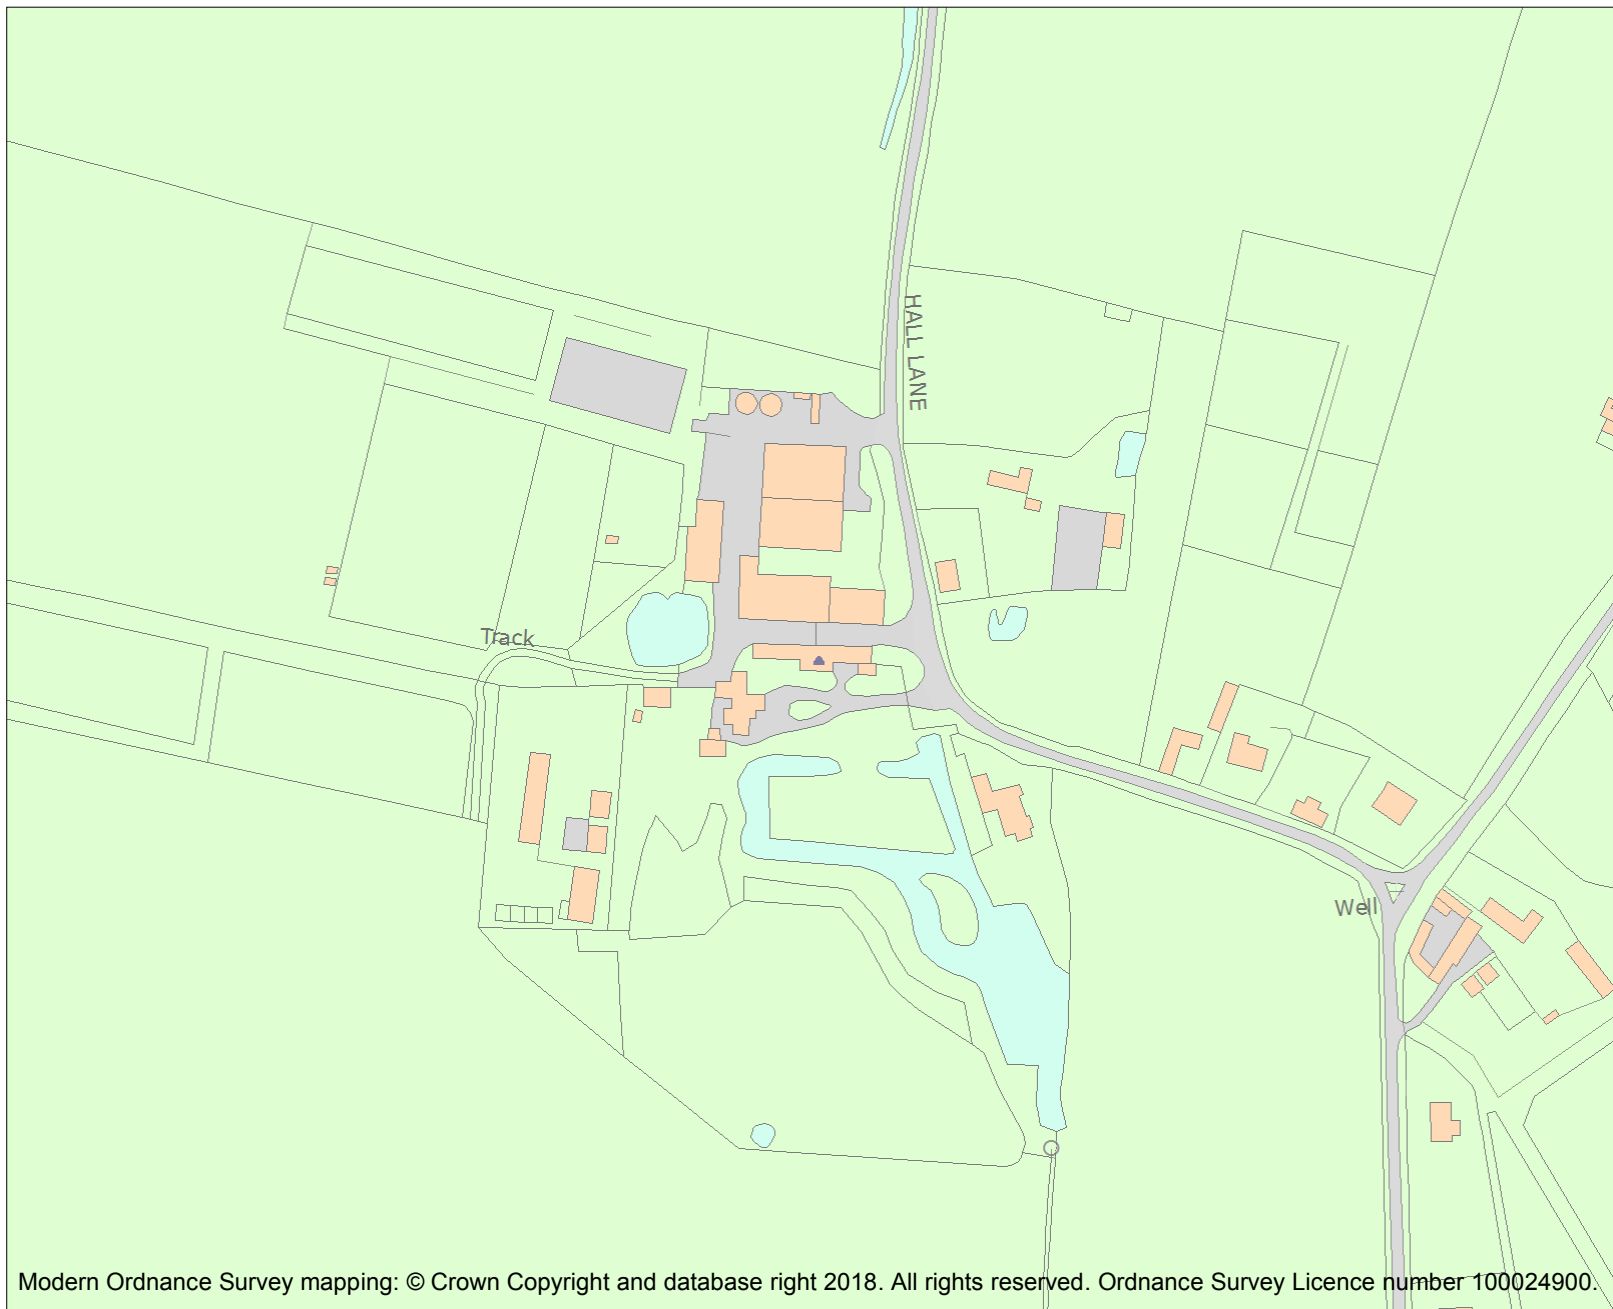 HALL LANE
Track
Well
Modern Ordnance Survey mapping: © Crown Copyright and database right 2018. All rights reserved. Ordnance Survey Licence number 100024900.